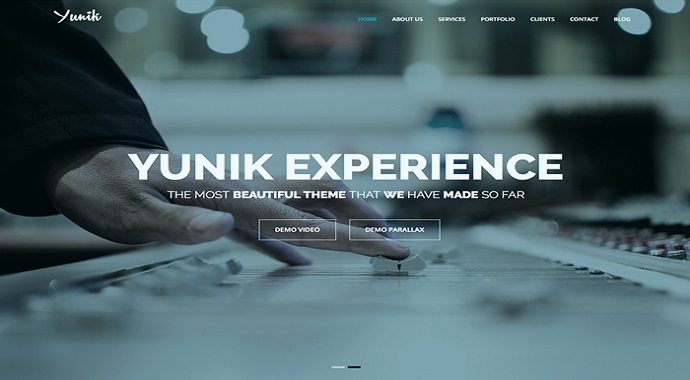 Yunik
HOME ABOUT US SERVICES PORTFOLIO CLIENTS CONTACT BLOG
YUNIK EXPERIENCE
THE MOST BEAUTIFUL THEME THAT WE HAVE MADE SO FAR
DEMO VIDEO DEMO PARALLAX